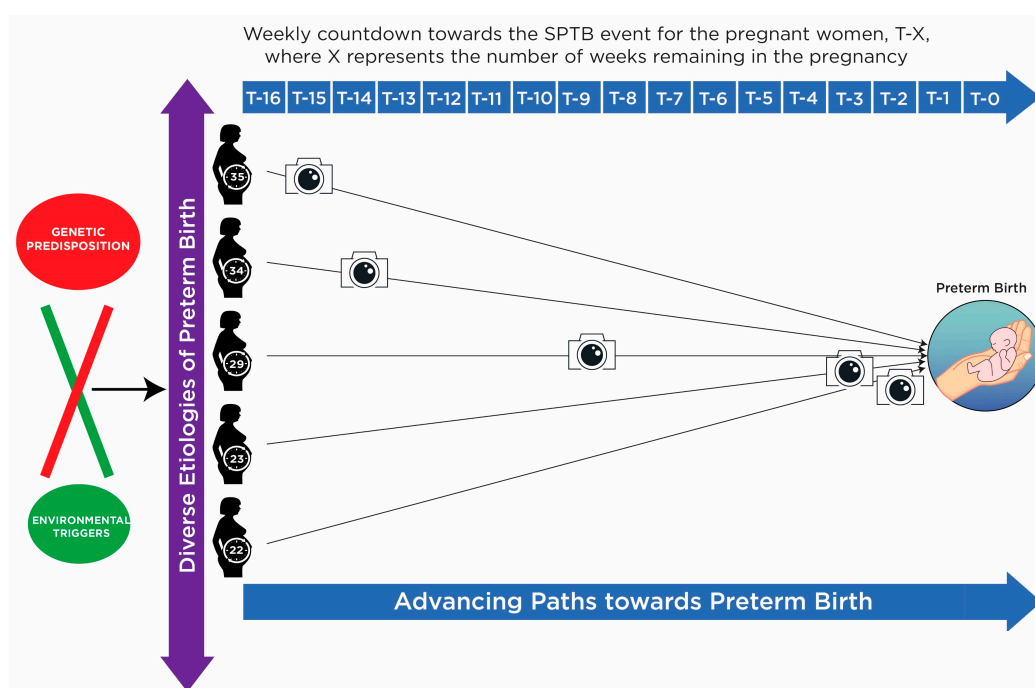 Weekly countdown towards the SPTB event for the pregnant women, T-X,
where X represents the number of weeks remaining in the pregnancy
T-16 T-15 T-14 T-13 T-12 T-11 T-10 T-9 T-8 T-7 T-6 T-5 T-4 T-3 T-2 T-1 T-0
GENETIC
PREDISPOSITION
ENVIRONMENTAL
TRIGGERS
Diverse Etiologies of Preterm Birth
35
34
29
23
22
Preterm Birth
Advancing Paths towards Preterm Birth